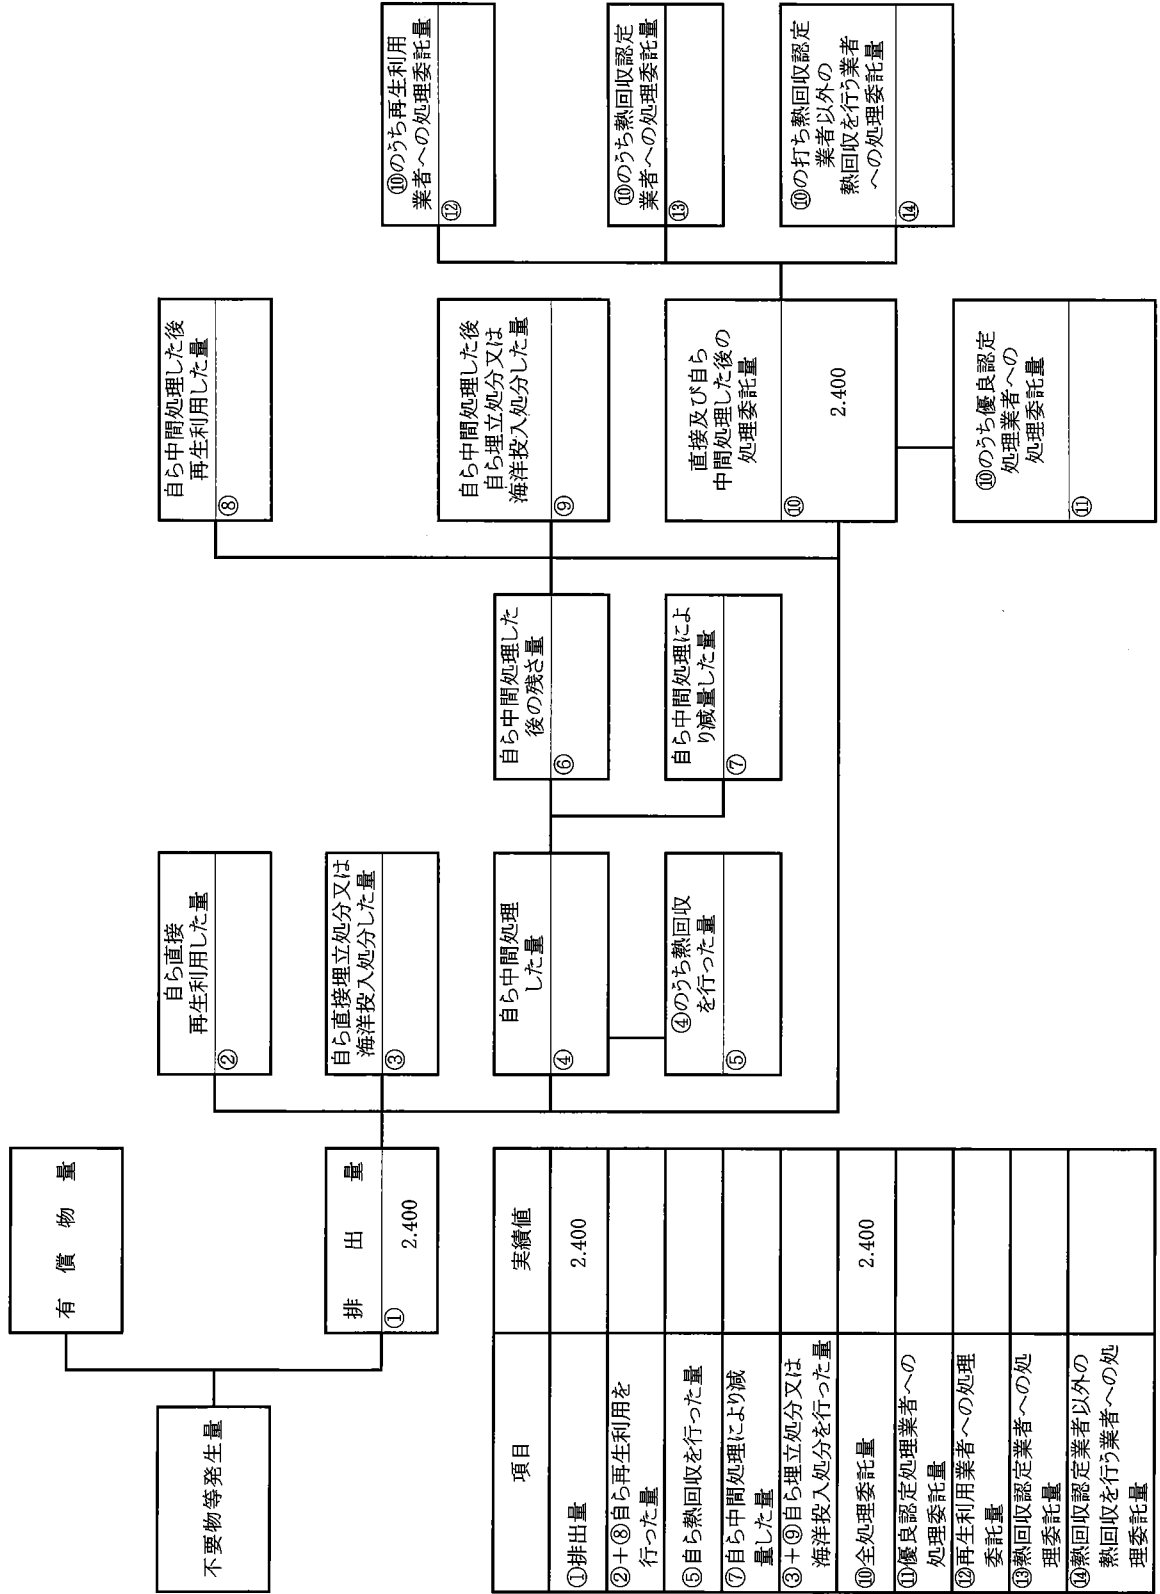 不要物等発生量
有償物量
排出量
①
2.400
自ら直接
再生利用した量
②
自ら直接埋立処分又は
海洋投入処分した量
③
自ら中間処理
した量
④
④のうち熱回収
を行った量
⑤
自ら中間処理した
後の残さ量
⑥
自ら中間処理によ
り減量した量
⑦
自ら中間処理した後
再生利用した量
⑧
自ら中間処理した後
自ら埋立処分又は
海洋投入処分した量
⑨
直接及び自ら
中間処理した後の
処理委託量
⑩
2.400
⑩のうち優良認定
処理業者への
処理委託量
⑪
⑩のうち再生利用
業者への処理委託量
⑫
⑩のうち熱回収認定
業者への処理委託量
⑬
⑩の打ち熱回収認定
業者以外の
熱回収を行う業者
への処理委託量
⑭
項目 実績値
①排出量 2.400
②+⑧自ら再生利用を
行った量
⑤自ら熱回収を行った量
⑦自ら中間処理により減
量した量
③+⑨自ら埋立処分又は
海洋投入処分を行った量
⑩全処理委託量 2.400
⑪優良認定処理業者への
処理委託量
⑫再生利用業者への処理
委託量
⑬熱回収認定業者への処
理委託量
⑭熱回収認定業者以外の
熱回収を行う業者への処
理委託量